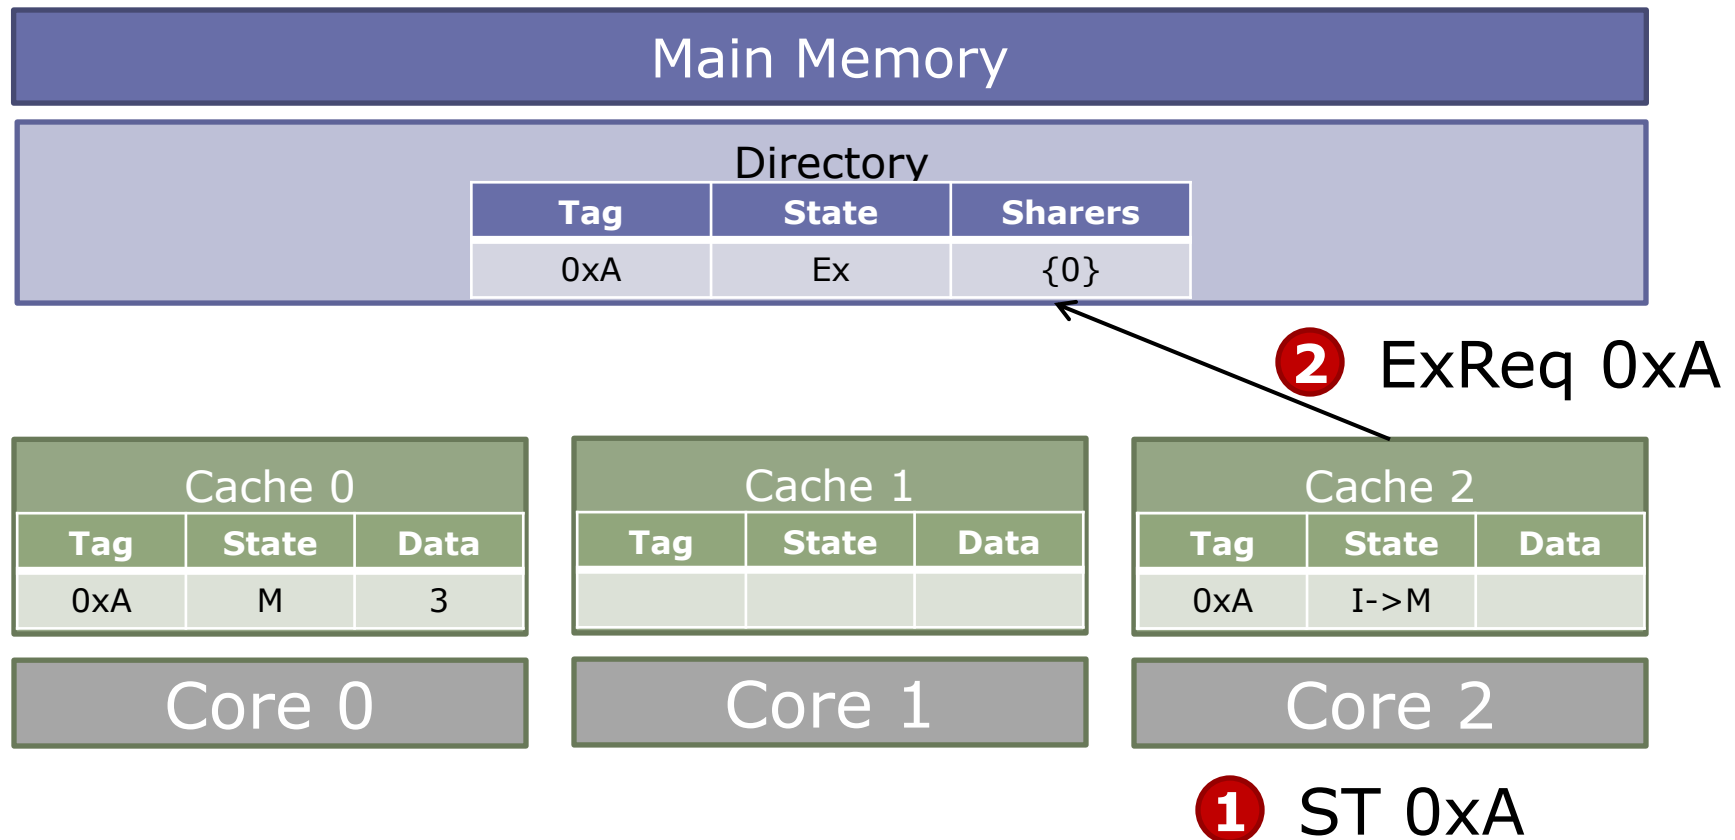 Main Memory
Directory
Tag State Sharers
0xA Ex {0}
2 ExReq 0xA
Cache 0 Cache 1 Cache 2
Tag State Data Tag State Data Tag State Data
0xA M 3 0xA I->M
Core 0 Core 1 Core 2
1 ST 0xA